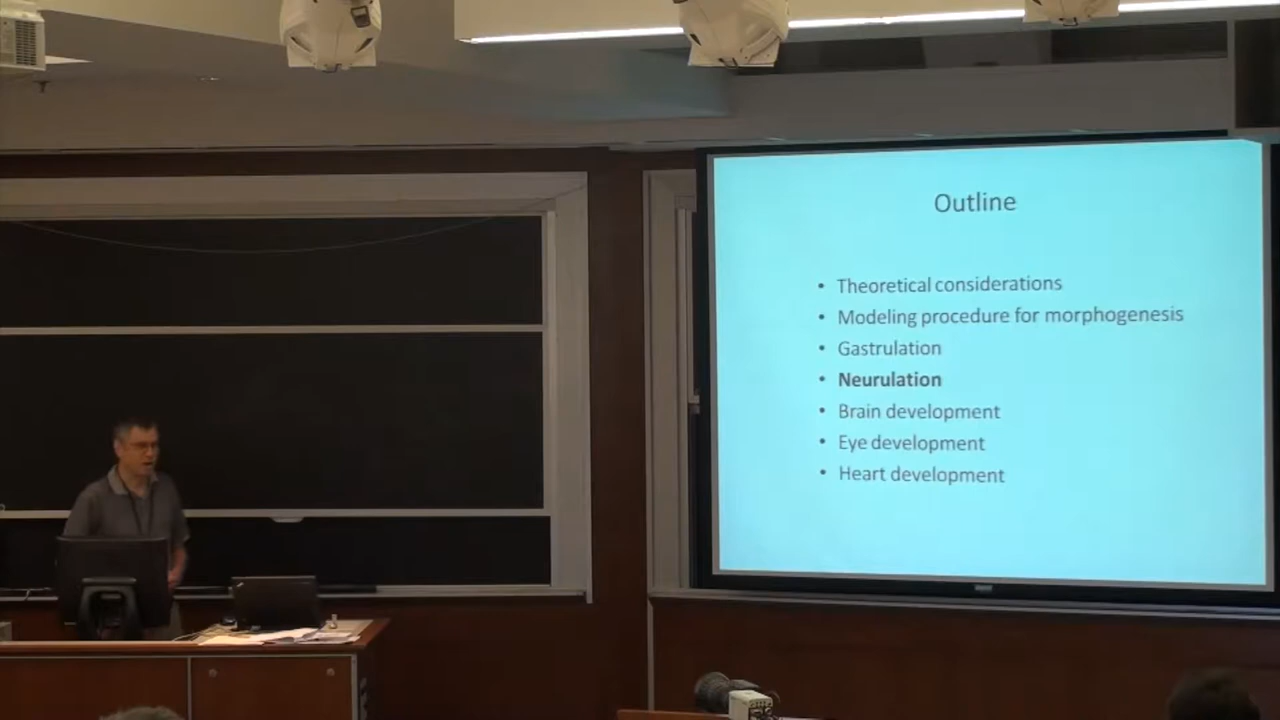 Outline
• Theoretical considerations
• Modeling procedure for morphogenesis
• Gastrulation
• Neurulation
• Brain development
• Eye development
• Heart development